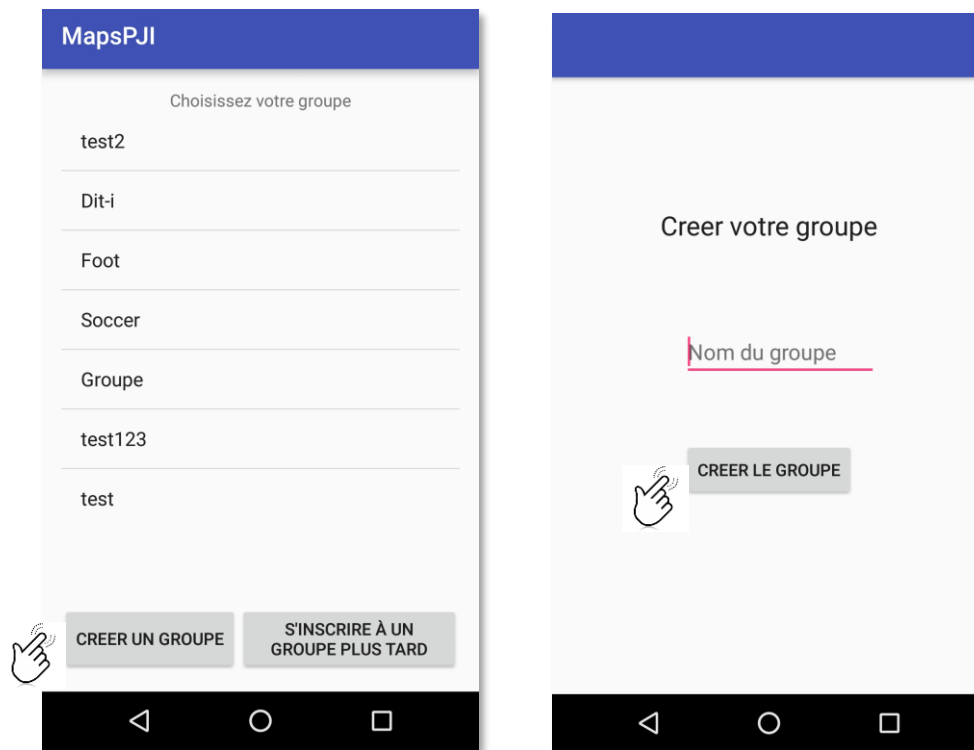 MapsPJI
Choisissez votre groupe
test2
Dit-i
Foot
Soccer
Groupe
test123
test
CREER UN GROUPE
S'INSCRIRE À UN
GROUPE PLUS TARD
Creer votre groupe
Nom du groupe
CREER LE GROUPE